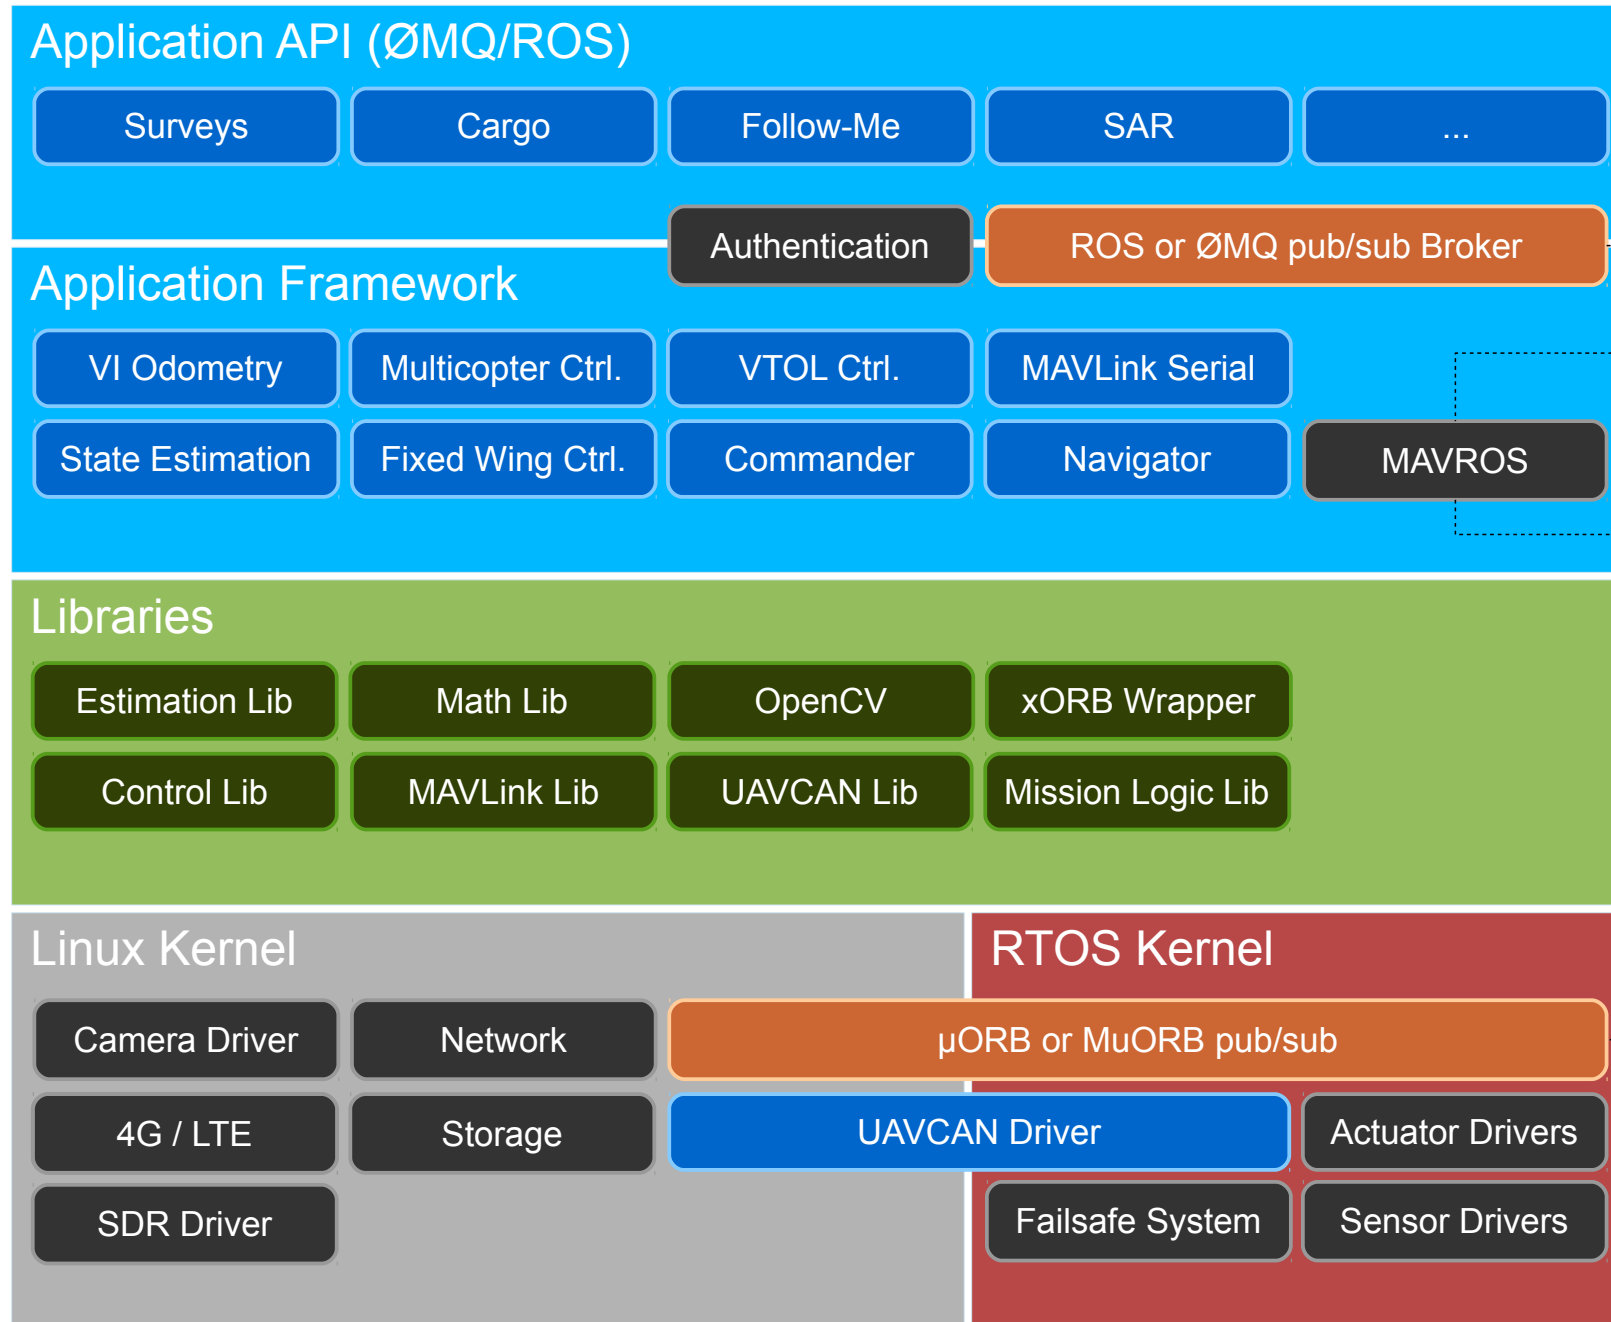 Application API (ØMQ/ROS)
Surveys
Cargo
Follow-Me
SAR
...
Authentication
ROS or ØMQ pub/sub Broker
Application Framework
VI Odometry
Multicopter Ctrl.
VTOL Ctrl.
MAVLink Serial
State Estimation
Fixed Wing Ctrl.
Commander
Navigator
MAVROS
Libraries
Estimation Lib
Math Lib
OpenCV
xORB Wrapper
Control Lib
MAVLink Lib
UAVCAN Lib
Mission Logic Lib
Linux Kernel
RTOS Kernel
Camera Driver
Network
µORB or MuORB pub/sub
4G / LTE
Storage
UAVCAN Driver
Actuator Drivers
SDR Driver
Failsafe System
Sensor Drivers